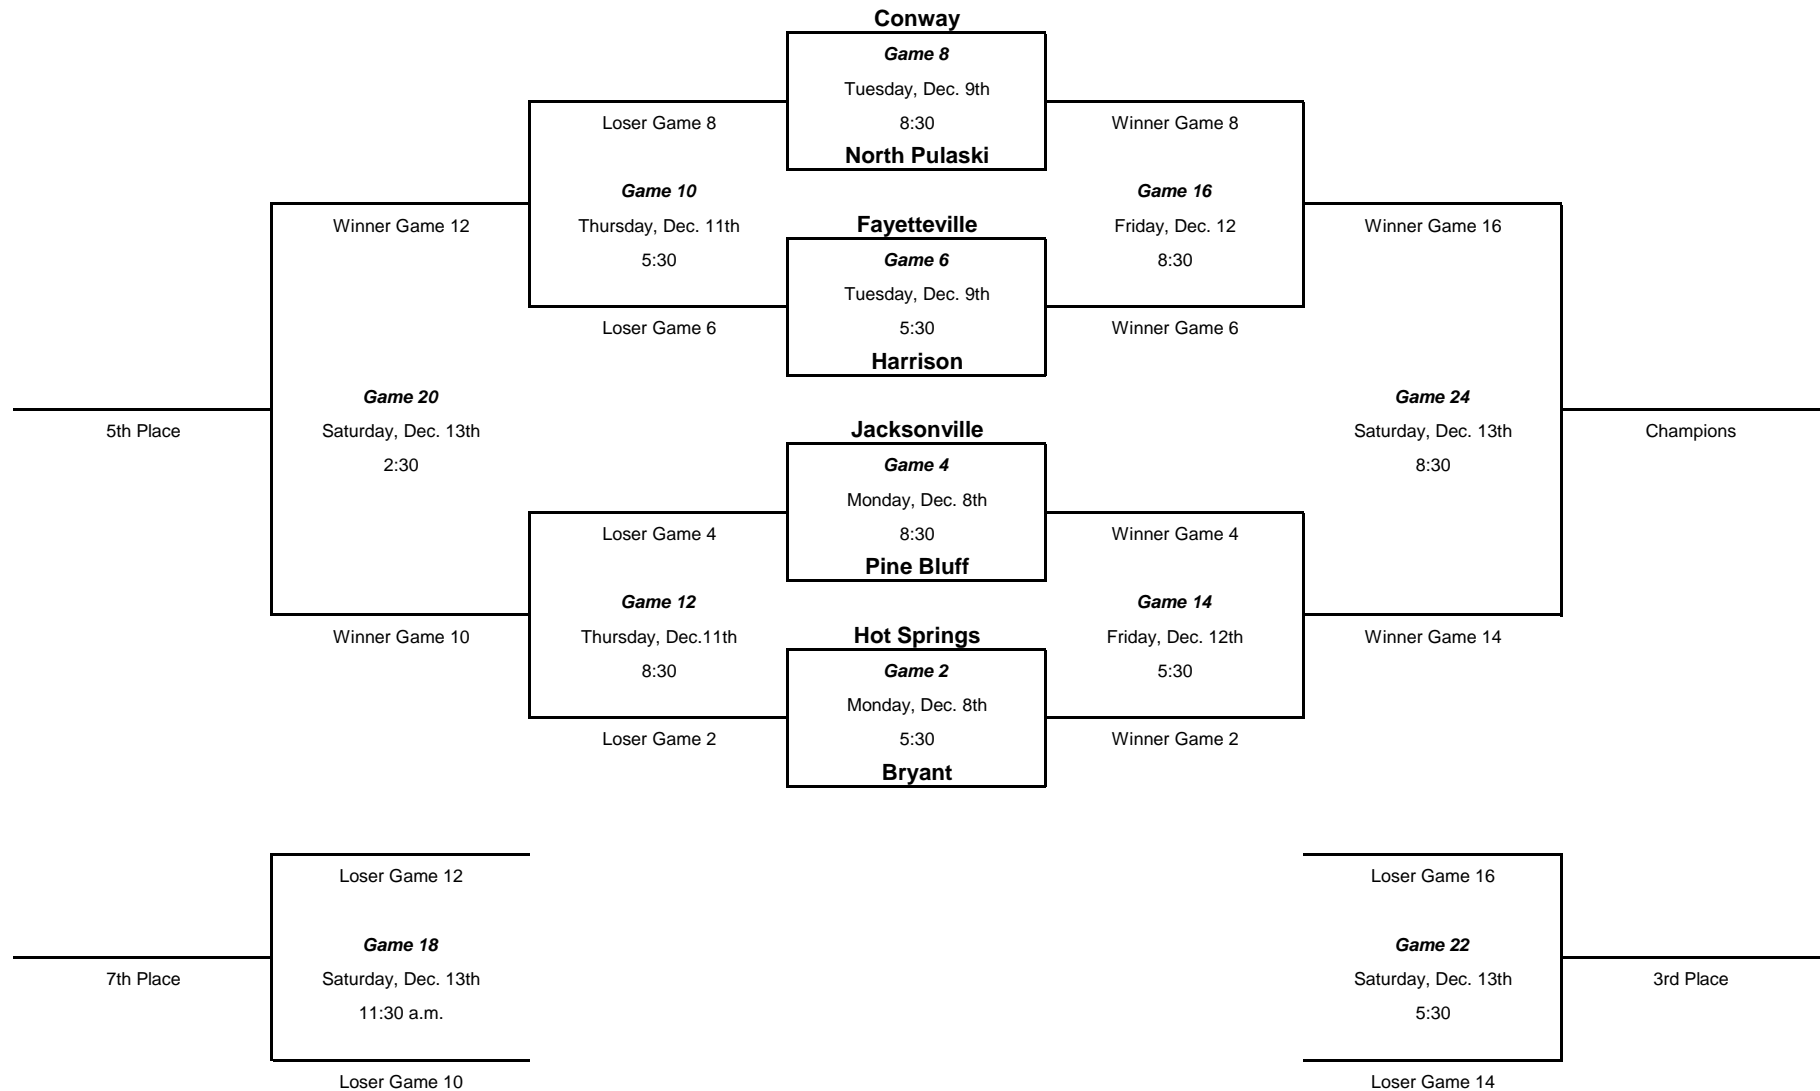 Conway
Game 8
Tuesday, Dec. 9th
Loser Game 8
8:30
Winner Game 8
North Pulaski
Game 10
Game 16
Winner Game 12
Thursday, Dec. 11th
Fayetteville
Friday, Dec. 12
Winner Game 16
5:30
Game 6
8:30
Tuesday, Dec. 9th
Loser Game 6
5:30
Winner Game 6
Harrison
Game 20
Game 24
5th Place
Saturday, Dec. 13th
Jacksonville
Saturday, Dec. 13th
Champions
2:30
Game 4
8:30
Monday, Dec. 8th
Loser Game 4
8:30
Winner Game 4
Pine Bluff
Game 12
Game 14
Winner Game 10
Thursday, Dec.11th
Hot Springs
Friday, Dec. 12th
Winner Game 14
8:30
Game 2
5:30
Monday, Dec. 8th
Loser Game 2
5:30
Winner Game 2
Bryant
Loser Game 12
Loser Game 16
Game 18
Game 22
7th Place
Saturday, Dec. 13th
Saturday, Dec. 13th
3rd Place
11:30 a.m.
5:30
Loser Game 10
Loser Game 14